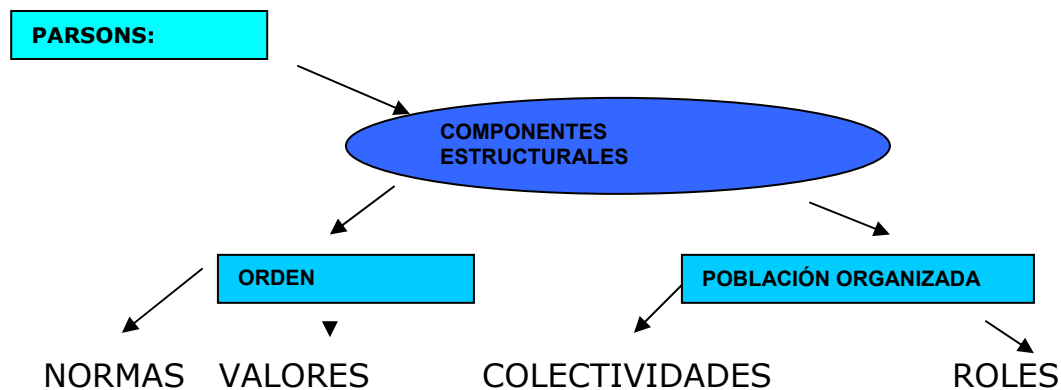 PARSONS:
COMPONENTES
ESTRUCTURALES
ORDEN
POBLACIÓN ORGANIZADA
NORMAS VALORES COLECTIVIDADES ROLES